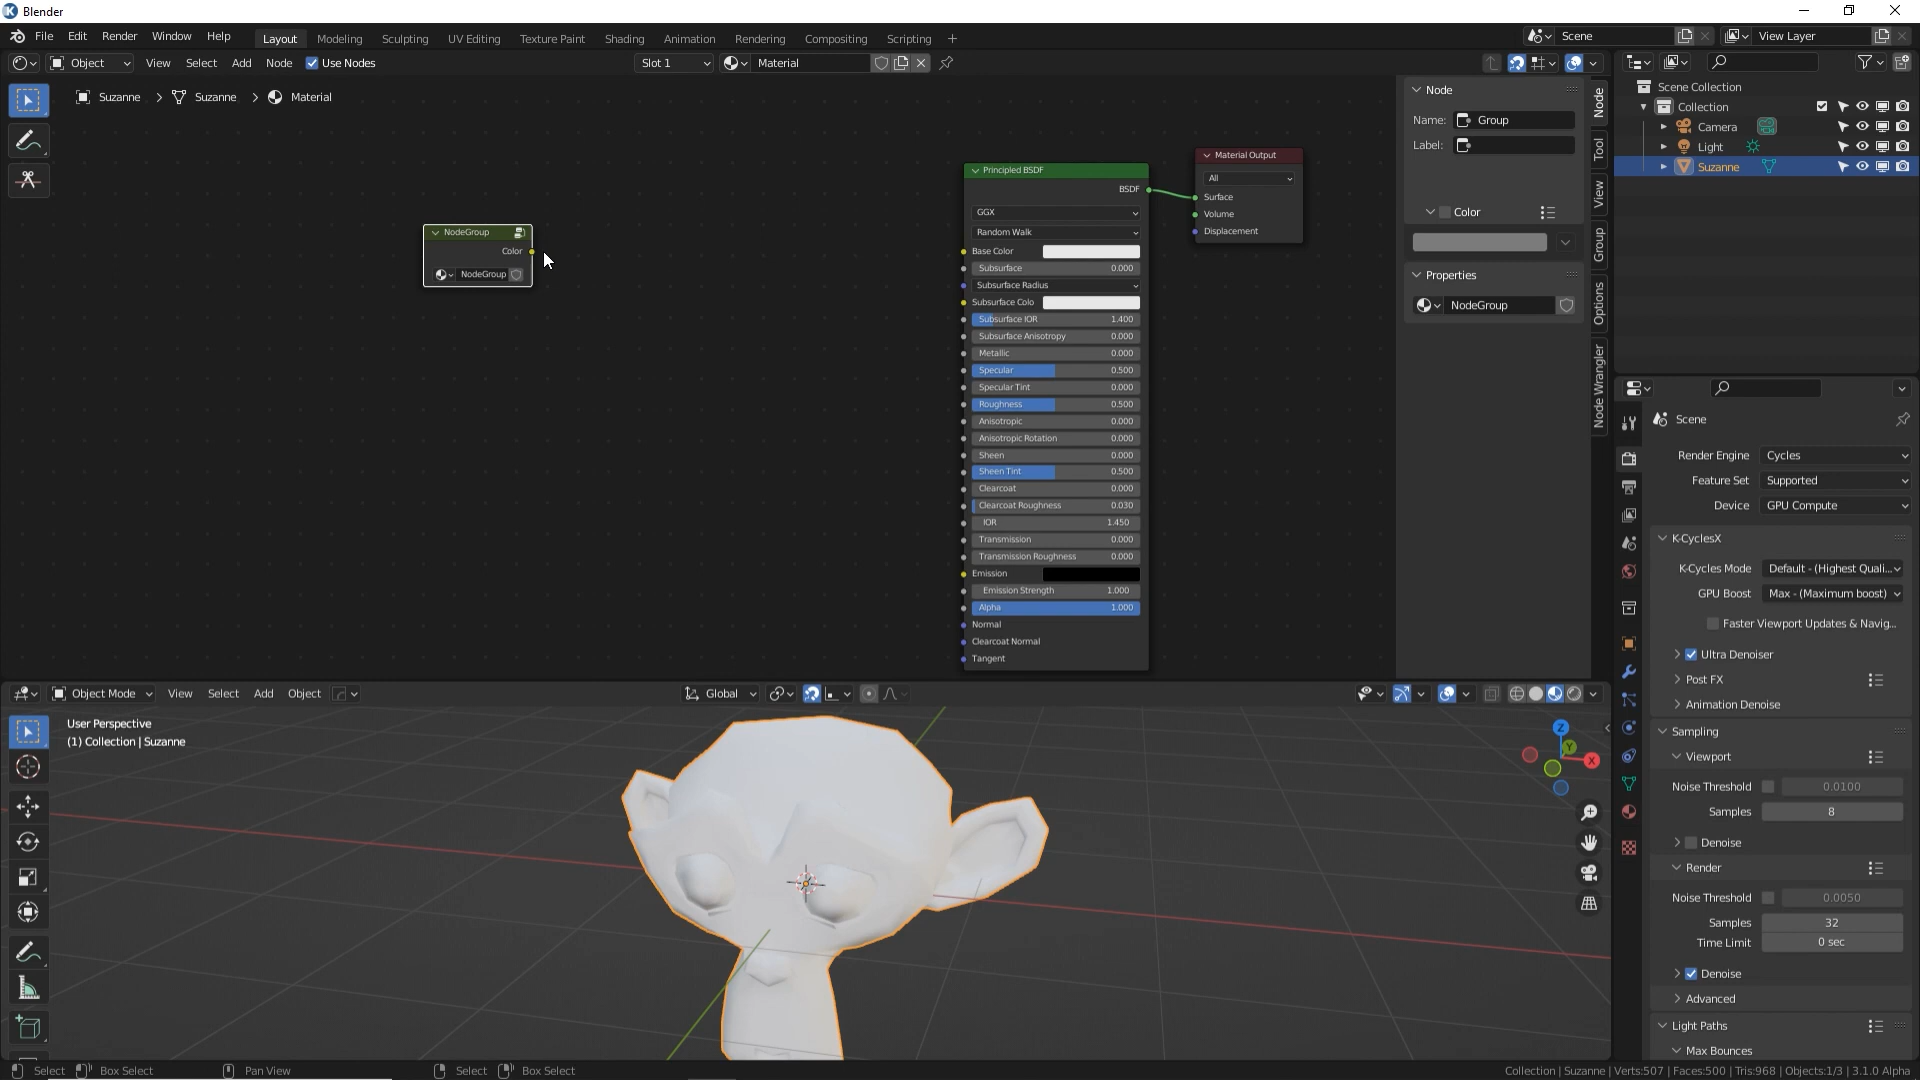 Blender
File Edit Render Window Help Layout Modeling Sculpting UV Editing Texture Paint Shading Animation Rendering Compositing Scripting + Scene View Layer
Object View Select Add Node Use Nodes Slot 1 Material
Suzanne > Suzanne > Material
NodeGroup
Color
NodeGroup
Principled BSDF
BSDF
GGX
Random Walk
Base Color
Subsurface 0.000
Subsurface Radius
Subsurface Colo
Subsurface IOR 1.400
Subsurface Anisotropy 0.000
Metallic 0.000
Specular 0.500
Specular Tint 0.000
Roughness 0.500
Anisotropic 0.000
Anisotropic Rotation 0.000
Sheen 0.000
Sheen Tint 0.500
Clearcoat 0.000
Clearcoat Roughness 0.030
IOR 1.450
Transmission 0.000
Transmission Roughness 0.000
Emission
Emission Strength 1.000
Alpha 1.000
Normal
Clearcoat Normal
Tangent
Material Output
All
Surface
Volume
Displacement
Node
Name: Group
Label:
Color
Properties
NodeGroup
Node
Tool
View
Group
Options
Node Wrangler
Scene Collection
Collection
Camera
Light
Suzanne
Scene
Render Engine Cycles
Feature Set Supported
Device GPU Compute
K-CyclesX
K-Cycles Mode Default - (Highest Quali...
GPU Boost Max - (Maximum boost)
Faster Viewport Updates & Navig...
Ultra Denoiser
Post FX
Animation Denoise
Sampling
Viewport
Noise Threshold 0.0100
Samples 8
Denoise
Render
Noise Threshold 0.0050
Samples 32
Time Limit 0 sec
Denoise
Advanced
Light Paths
Max Bounces
Object Mode View Select Add Object Global
User Perspective
(1) Collection | Suzanne
Z
Y
X
Select Box Select Pan View Select Box Select Collection | Suzanne | Verts:507 | Faces:500 | Tris:968 | Objects:1/3 | 3.1.0 Alpha